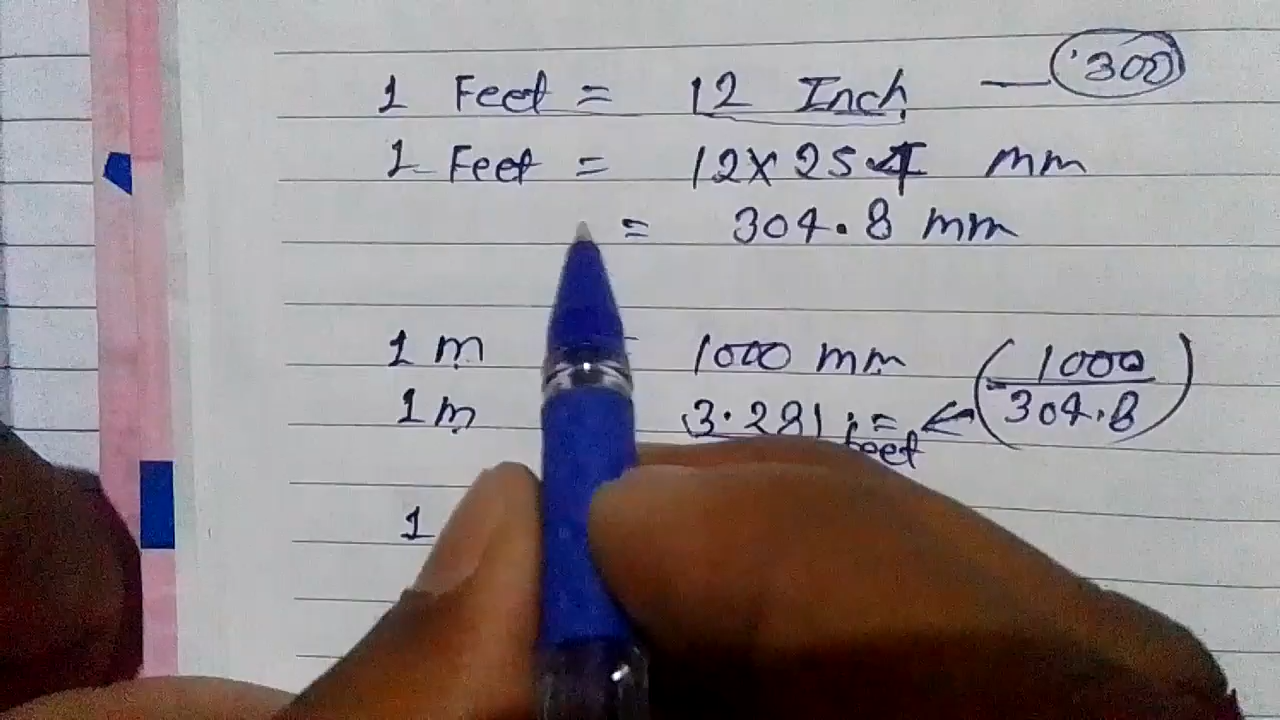 1 Feet = 12 Inch — 300
1 Feet = 12 x 25.4 mm
= 304.8 mm
1 m = 1000 mm (1000
1 m 3.281 feet = ← 304.8)
1